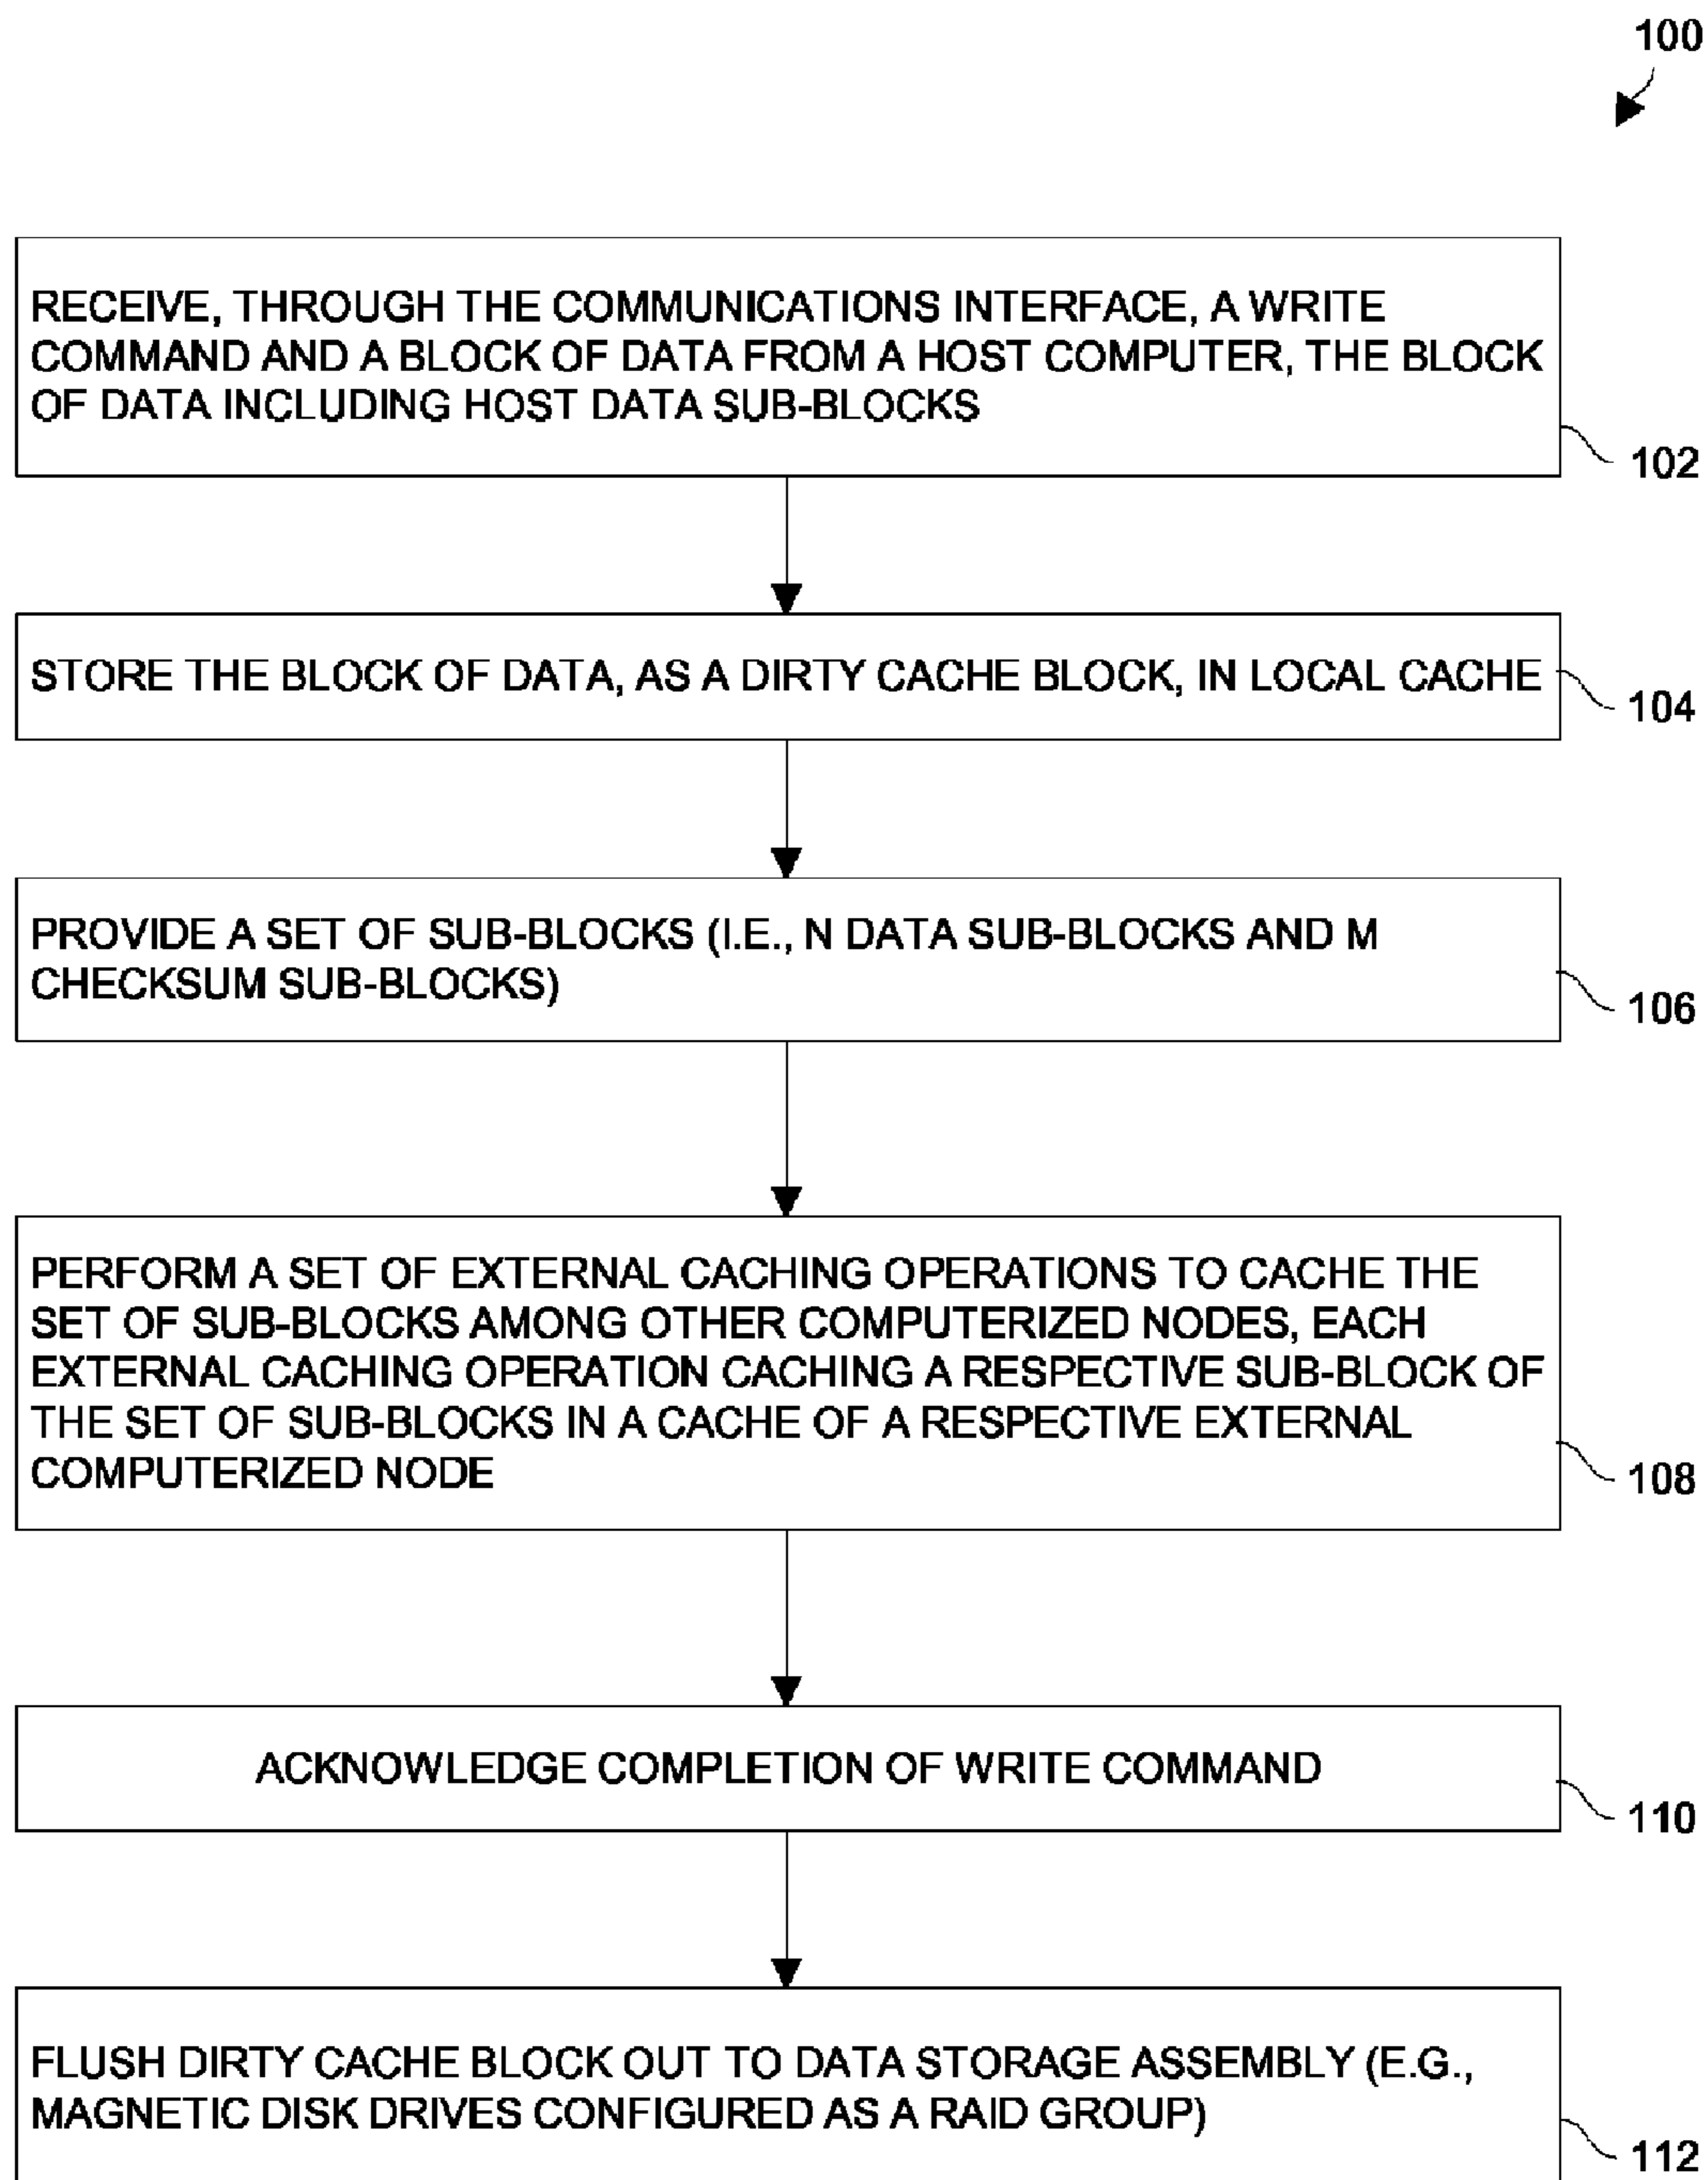 100
RECEIVE, THROUGH THE COMMUNICATIONS INTERFACE, A WRITE
COMMAND AND A BLOCK OF DATA FROM A HOST COMPUTER, THE BLOCK
OF DATA INCLUDING HOST DATA SUB-BLOCKS
102
STORE THE BLOCK OF DATA, AS A DIRTY CACHE BLOCK, IN LOCAL CACHE
104
PROVIDE A SET OF SUB-BLOCKS (I.E., N DATA SUB-BLOCKS AND M
CHECKSUM SUB-BLOCKS)
106
PERFORM A SET OF EXTERNAL CACHING OPERATIONS TO CACHE THE
SET OF SUB-BLOCKS AMONG OTHER COMPUTERIZED NODES, EACH
EXTERNAL CACHING OPERATION CACHING A RESPECTIVE SUB-BLOCK OF
THE SET OF SUB-BLOCKS IN A CACHE OF A RESPECTIVE EXTERNAL
COMPUTERIZED NODE
108
ACKNOWLEDGE COMPLETION OF WRITE COMMAND
110
FLUSH DIRTY CACHE BLOCK OUT TO DATA STORAGE ASSEMBLY (E.G.,
MAGNETIC DISK DRIVES CONFIGURED AS A RAID GROUP)
112